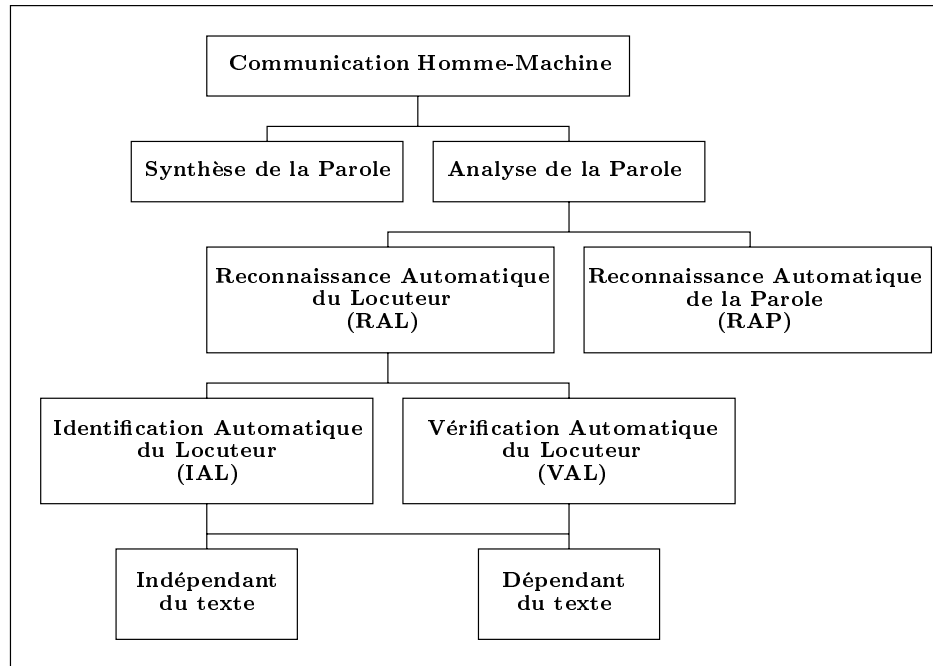 Communication Homme-Machine
Synthèse de la Parole
Analyse de la Parole
Reconnaissance Automatique
du Locuteur
(RAL)
Reconnaissance Automatique
de la Parole
(RAP)
Identification Automatique
du Locuteur
(IAL)
Vérification Automatique
du Locuteur
(VAL)
Indépendant
du texte
Dépendant
du texte